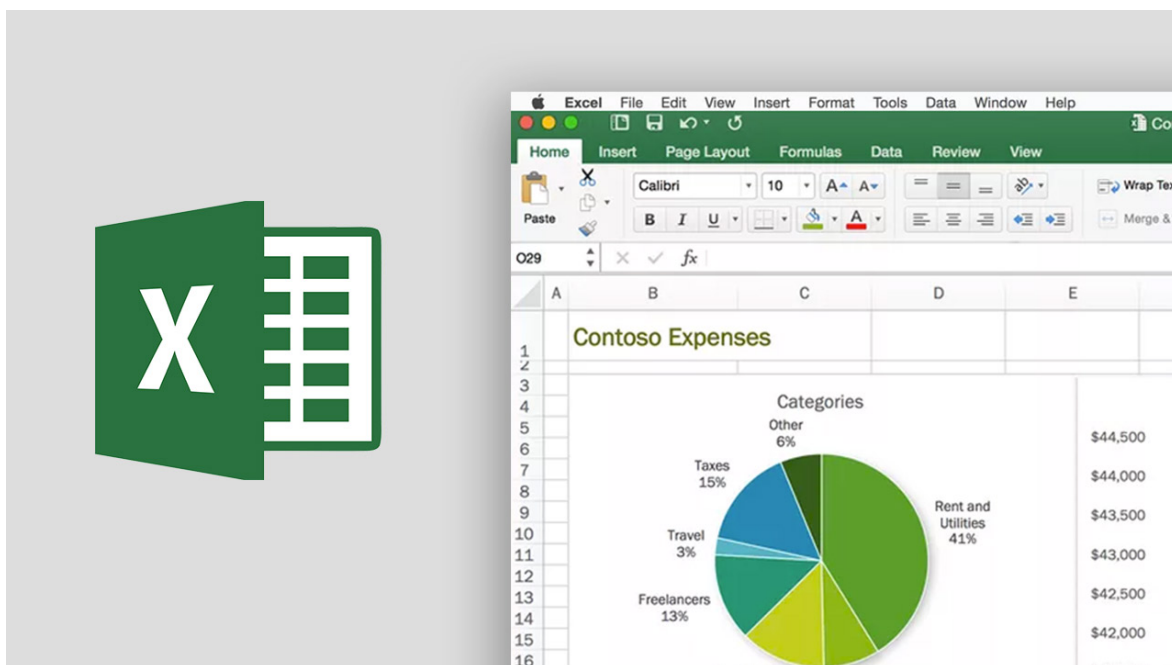 X
Excel File Edit View Insert Format Tools Data Window Help
Home Insert Page Layout Formulas Data Review View
Calibri 10 A A Wrap
Paste B I U A Merge &
O29 fx
A B C D E
1 Contoso Expenses
2
3
Categories
4
Other
5 $44,500
6%
6
Taxes
7 $44,000
15%
8
Rent and
9 $43,500
Utilities
10
Travel
41%
3%
11 $43,000
12
Freelancers
13 $42,500
13%
14
15 $42,000
16